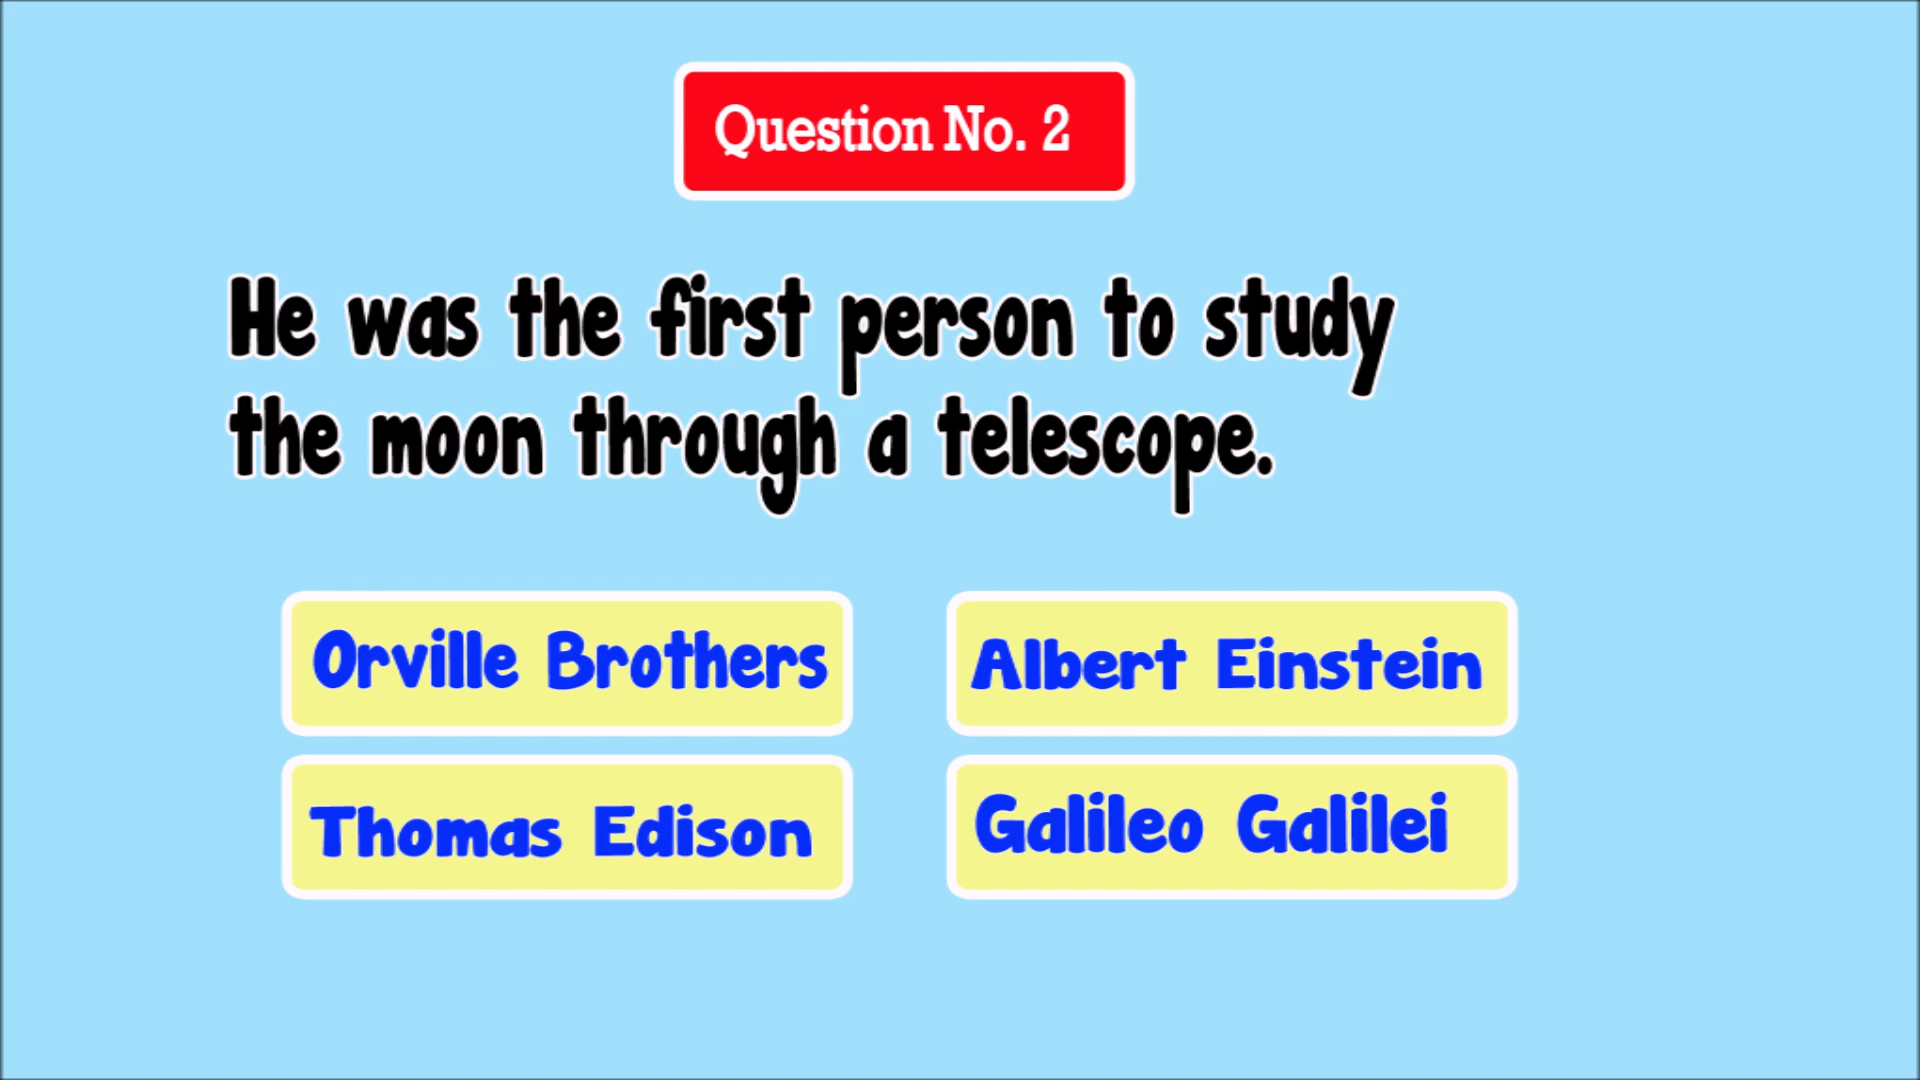 Question No. 2
He was the first person to study
the moon through a telescope.
Orville Brothers
Albert Einstein
Thomas Edison
Galileo Galilei